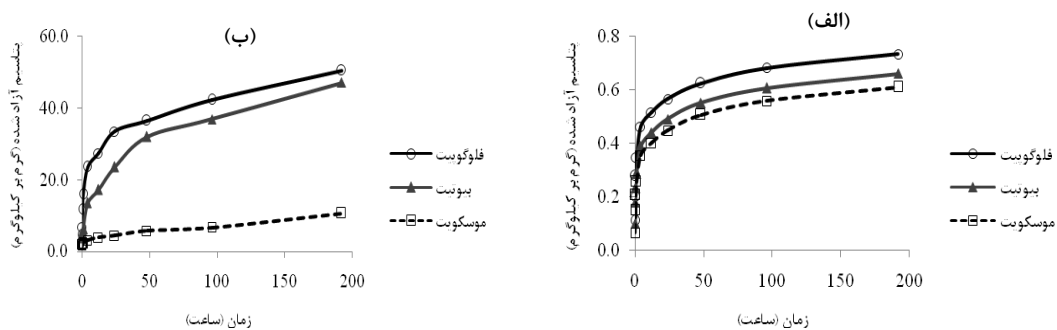 (الف)
پتاسیم آزاد شده (گرم بر کیلوگرم)
0.8
0.6
0.4
0.2
0.0
0
50
100
150
200
زمان (ساعت)
فلوگوپیت
بیوتیت
موسکویت
(ب)
پتاسیم آزاد شده (گرم بر کیلوگرم)
60.0
40.0
20.0
0.0
0
50
100
150
200
زمان (ساعت)
فلوگوپیت
بیوتیت
موسکویت